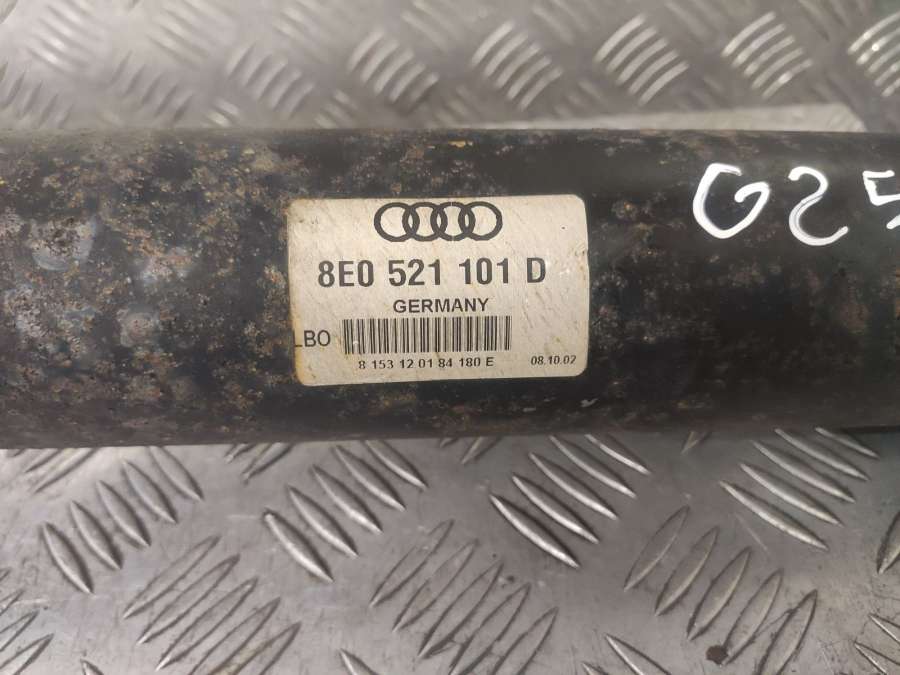 8E0 521 101 D
GERMANY
LBO
8 153 12 01 84 180 E 08.10.02